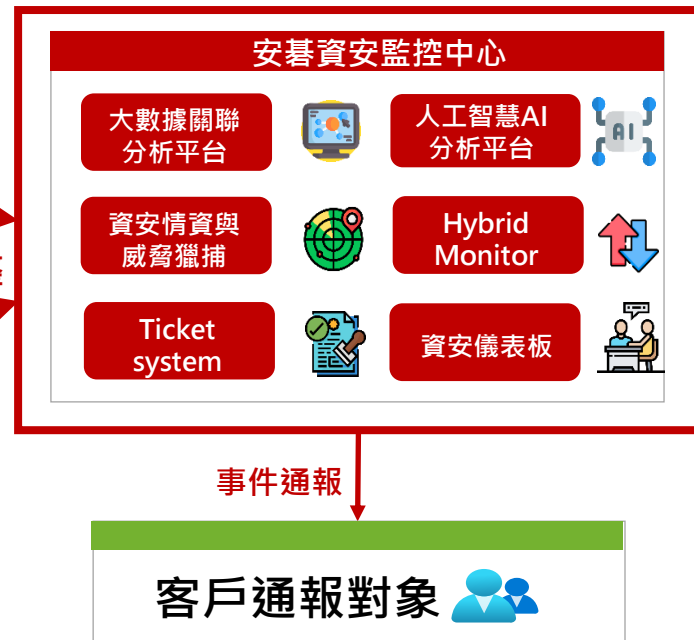 安碁資安監控中心
大數據關聯
分析平台
人工智慧AI
分析平台
AI
資安情資與
威脅獵捕
Hybrid
Monitor
Ticket
system
資安儀表板
事件通報
客戶通報對象